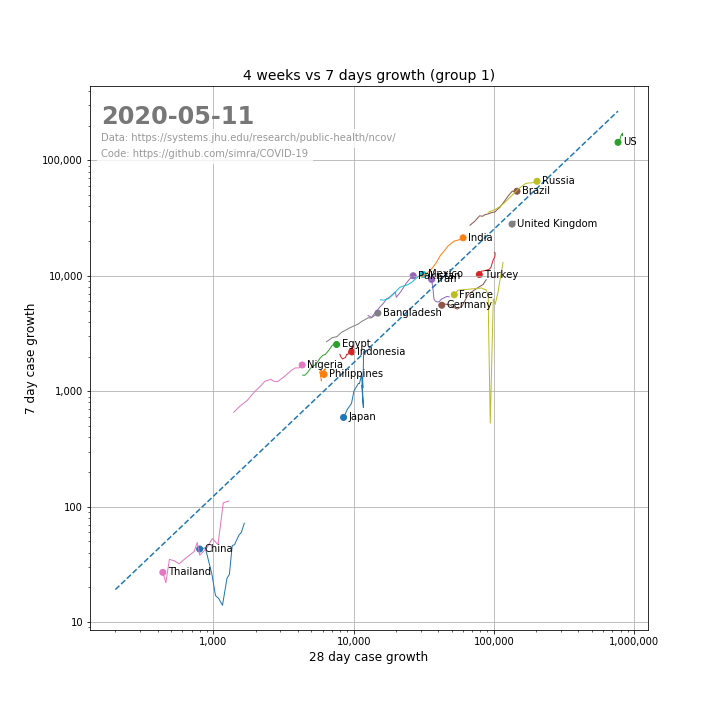 4 weeks vs 7 days growth (group 1)
2020-05-11
Data: https://systems.jhu.edu/research/public-health/ncov/
Code: https://github.com/simra/COVID-19
100,000
10,000
1,000
100
10
7 day case growth
US
Russia
Brazil
United Kingdom
India
Mexico
Pakistan
Iran
Turkey
France
Germany
Bangladesh
Egypt
Indonesia
Nigeria
Philippines
Japan
China
Thailand
1,000
10,000
100,000
1,000,000
28 day case growth